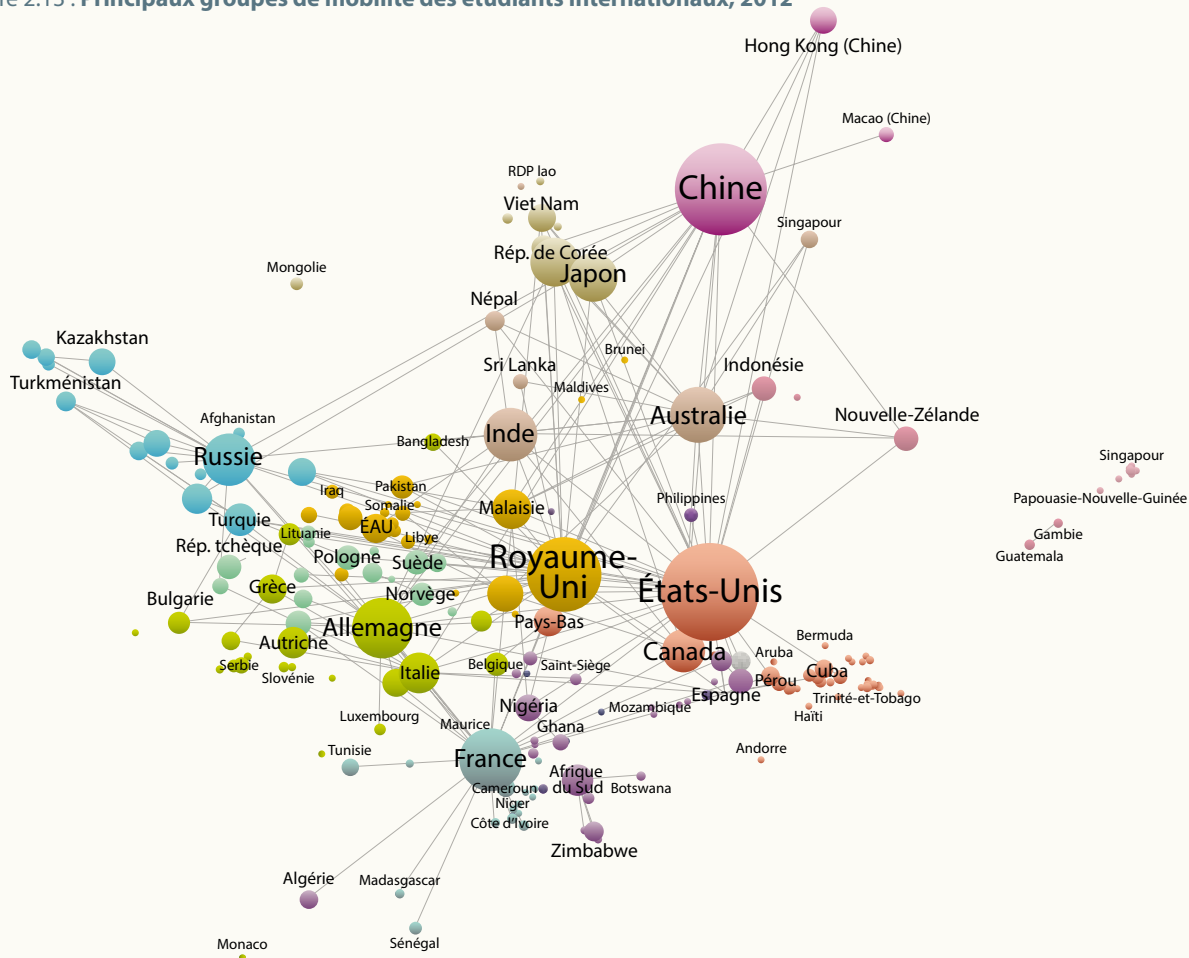 re 2.13 : Principaux groupes de mobilité des étudiants internationaux, 2012
Hong Kong (Chine)
Macao (Chine)
RDP lao
Chine
Viet Nam
Singapour
Rép. de Corée
Japon
Mongolie
Népal
Kazakhstan
Brunei
Sri Lanka
Indonésie
Turkménistan
Maldives
Afghanistan
Australie
Nouvelle-Zélande
Bangladesh
Inde
Russie
Singapour
Iraq
Pakistan
Papouasie-Nouvelle-Guinée
Somalie
Malaisie
Philippines
Turquie
ÉAU
Lituanie
Libye
Gambie
Rép. tchèque
Pologne
Suède
Royaume-
Uni
Guatemala
Grèce
Norvège
États-Unis
Bulgarie
Allemagne
Pays-Bas
Autriche
Canada
Bermuda
Aruba
Serbie
Slovénie
Italie
Belgique
Saint-Siège
Pérou
Cuba
Espagne
Trinité-et-Tobago
Nigéria
Mozambique
Haïti
Luxembourg
Maurice
Ghana
Tunisie
France
Andorre
Afrique
du Sud
Cameroun
Botswana
Niger
Côte d'Ivoire
Zimbabwe
Algérie
Madagascar
Sénégal
Monaco